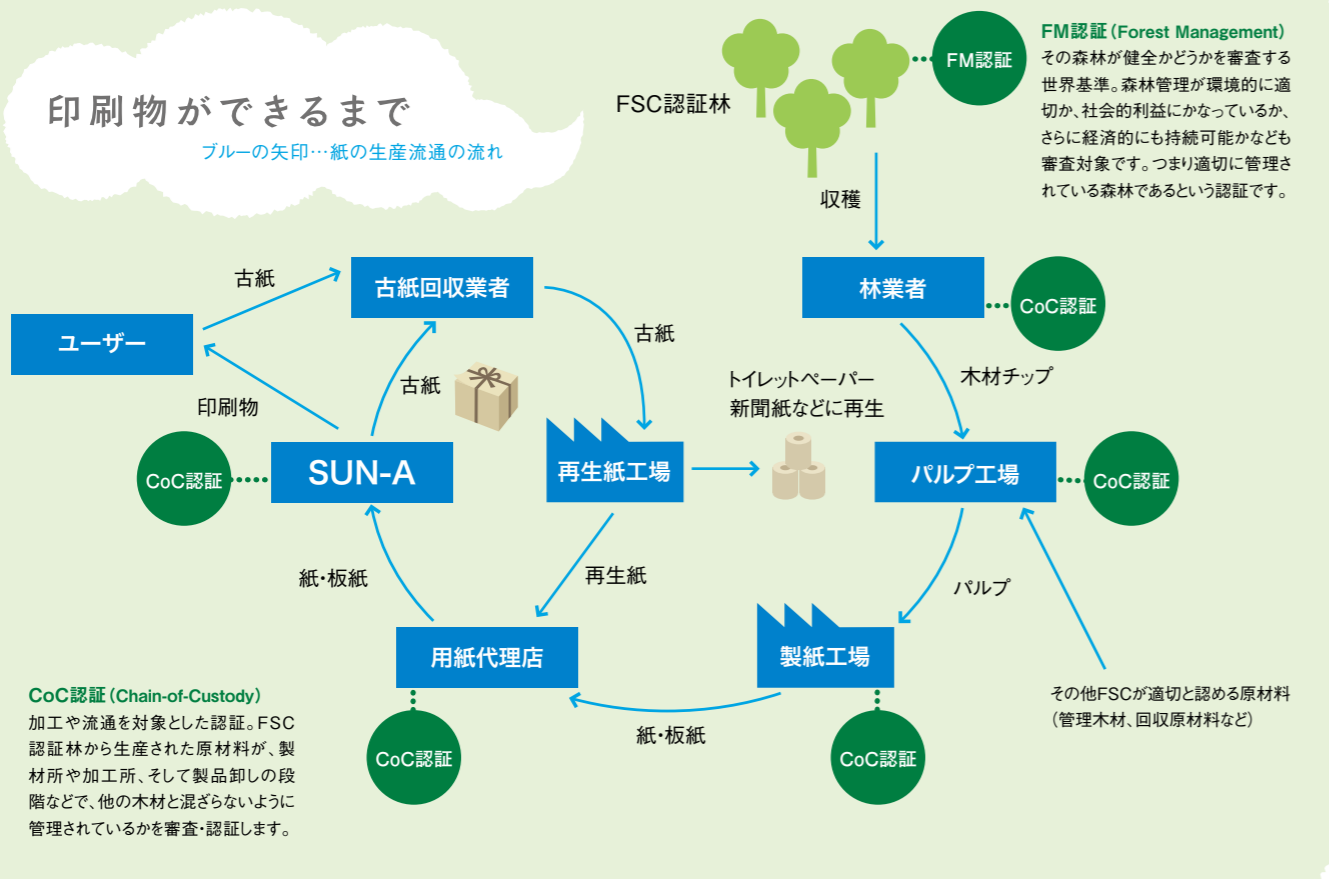 印刷物ができるまで
ブルーの矢印…紙の生産流通の流れ
FSC認証林
FM認証
FM認証（Forest Management）
その森林が健全かどうかを審査する
世界基準。森林管理が環境的に適
切か、社会的利益にかなっているか、
さらに経済的にも持続可能かなども
審査対象です。つまり適切に管理さ
れている森林であるという認証です。
収穫
林業者
CoC認証
木材チップ
パルプ工場
CoC認証
その他FSCが適切と認める原材料
（管理木材、回収原材料など）
パルプ
製紙工場
CoC認証
紙・板紙
用紙代理店
CoC認証
紙・板紙
SUN-A
CoC認証
印刷物
ユーザー
古紙
古紙
古紙回収業者
古紙
再生紙工場
再生紙
トイレットペーパー
新聞紙などに再生
CoC認証（Chain-of-Custody）
加工や流通を対象とした認証。FSC
認証林から生産された原材料が、製
材所や加工所、そして製品卸しの段
階などで、他の木材と混ざらないように
管理されているかを審査・認証します。